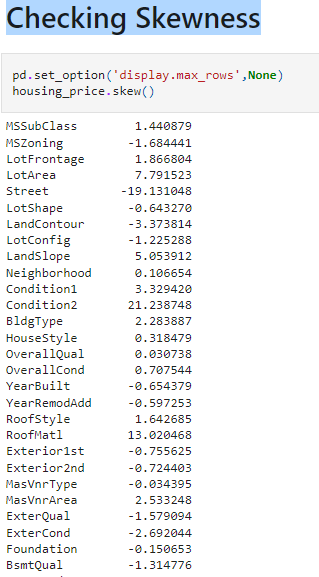 Checking Skewness
pd.set_option('display.max_rows',None)
housing_price.skew()
MSSubClass 1.440879
MSZoning -1.684441
LotFrontage 1.866804
LotArea 7.791523
Street -19.131048
LotShape -0.643270
LandContour -3.373814
LotConfig -1.225288
LandSlope 5.053912
Neighborhood 0.106654
Condition1 3.329420
Condition2 21.238748
BldgType 2.283887
HouseStyle 0.318479
OverallQual 0.030738
OverallCond 0.707544
YearBuilt -0.654379
YearRemodAdd -0.597253
RoofStyle 1.642685
RoofMatl 13.020468
Exterior1st -0.755625
Exterior2nd -0.724403
MasVnrType -0.034395
MasVnrArea 2.533248
ExterQual -1.579094
ExterCond -2.692044
Foundation -0.150653
BsmtQual -1.314776